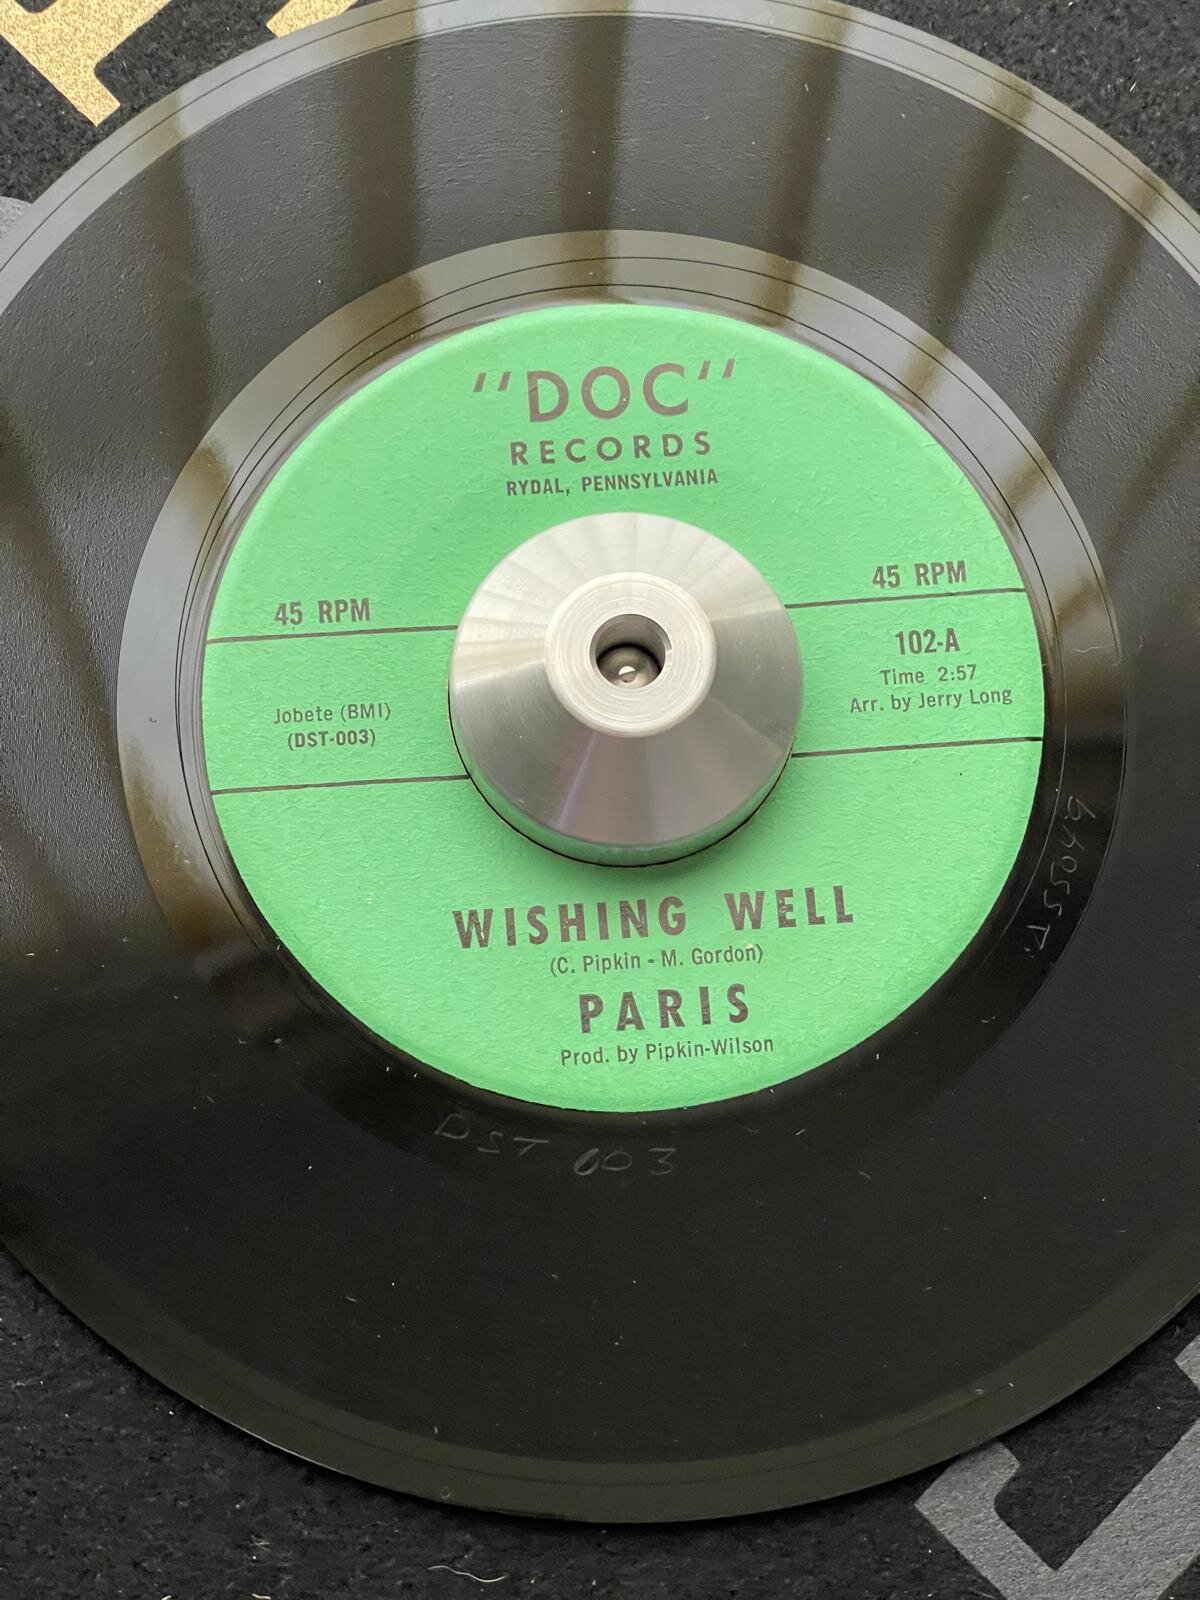 "DOC"
RECORDS
RYDAL, PENNSYLVANIA
45 RPM
45 RPM
Jobete (BMI)
(DST-003)
102-A
Time 2:57
Arr. by Jerry Long
WISHING WELL
(C. Pipkin - M. Gordon)
PARIS
Prod. by Pipkin-Wilson
DST 003